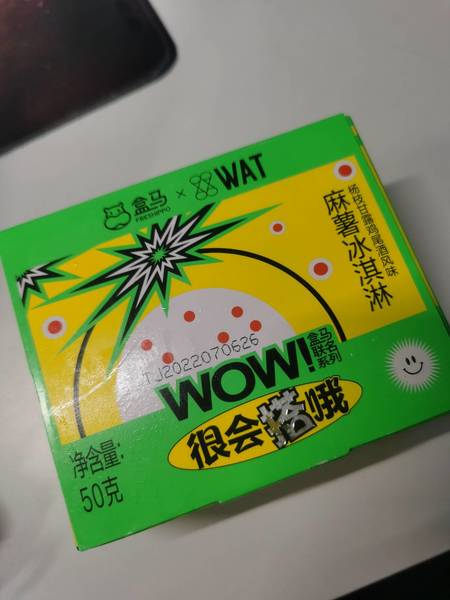 盒马
FRESHIPPO
×
WAT
杨枝甘露鸡尾酒风味
麻薯冰淇淋
TJ2022070626
WOW!
盒马
联名
系列
很会搭哦
净含量:
50克